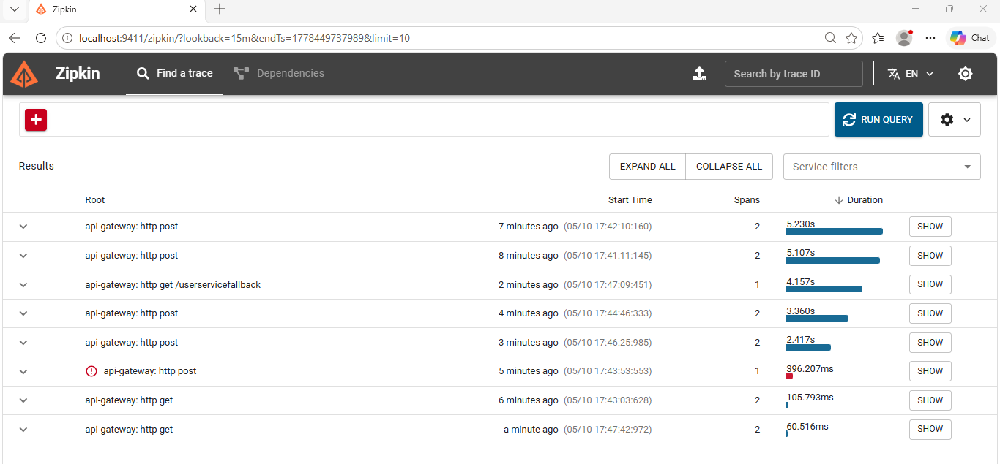 Zipkin
localhost:9411/zipkin/?lookback=15m&endTs=1778449737989&limit=10
Chat
Zipkin Find a trace Dependencies Search by trace ID EN
RUN QUERY
Results EXPAND ALL COLLAPSE ALL Service filters
Root Start Time Spans Duration
api-gateway: http post 7 minutes ago (05/10 17:42:10:160) 2 5.230s SHOW
api-gateway: http post 8 minutes ago (05/10 17:41:11:145) 2 5.107s SHOW
api-gateway: http get /userservicefallback 2 minutes ago (05/10 17:47:09:451) 1 4.157s SHOW
api-gateway: http post 4 minutes ago (05/10 17:44:46:333) 2 3.360s SHOW
api-gateway: http post 3 minutes ago (05/10 17:46:25:985) 2 2.417s SHOW
api-gateway: http post 5 minutes ago (05/10 17:43:53:553) 1 396.207ms SHOW
api-gateway: http get 6 minutes ago (05/10 17:43:03:628) 2 105.793ms SHOW
api-gateway: http get a minute ago (05/10 17:47:42:972) 2 60.516ms SHOW